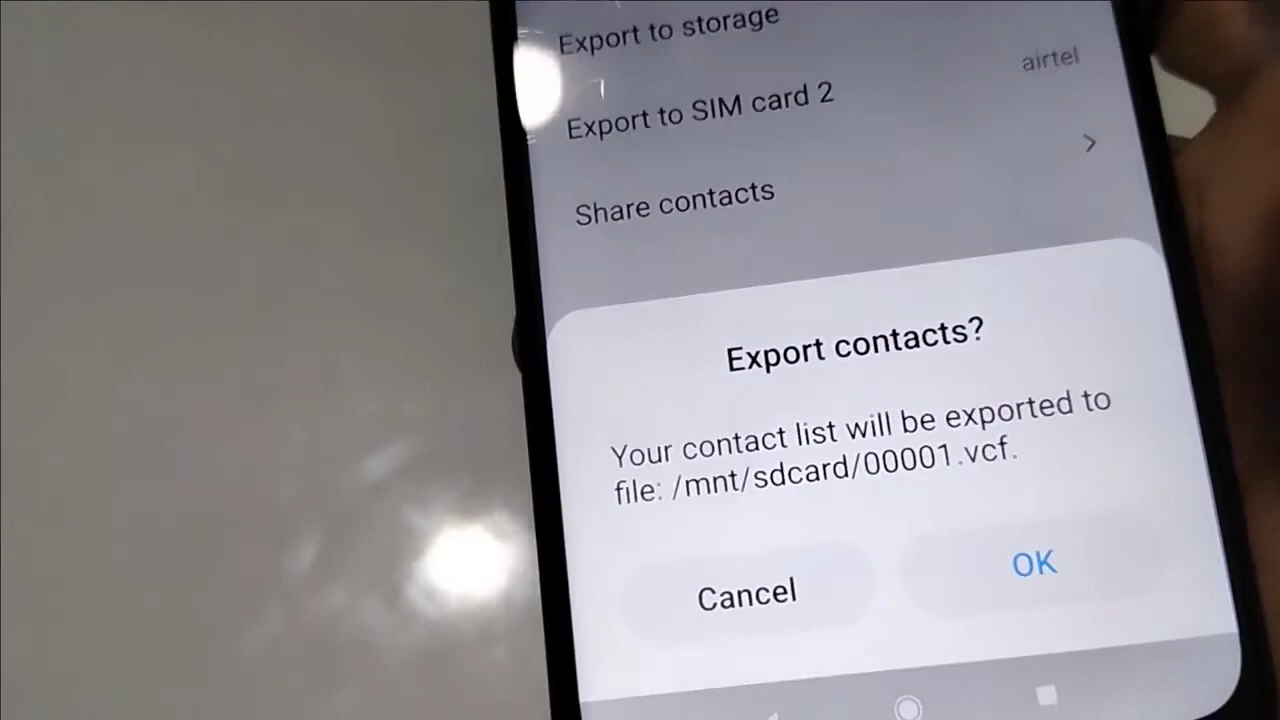 Export to storage
airtel
Export to SIM card 2
Share contacts
Export contacts?
Your contact list will be exported to
file: /mnt/sdcard/00001.vcf.
Cancel
OK